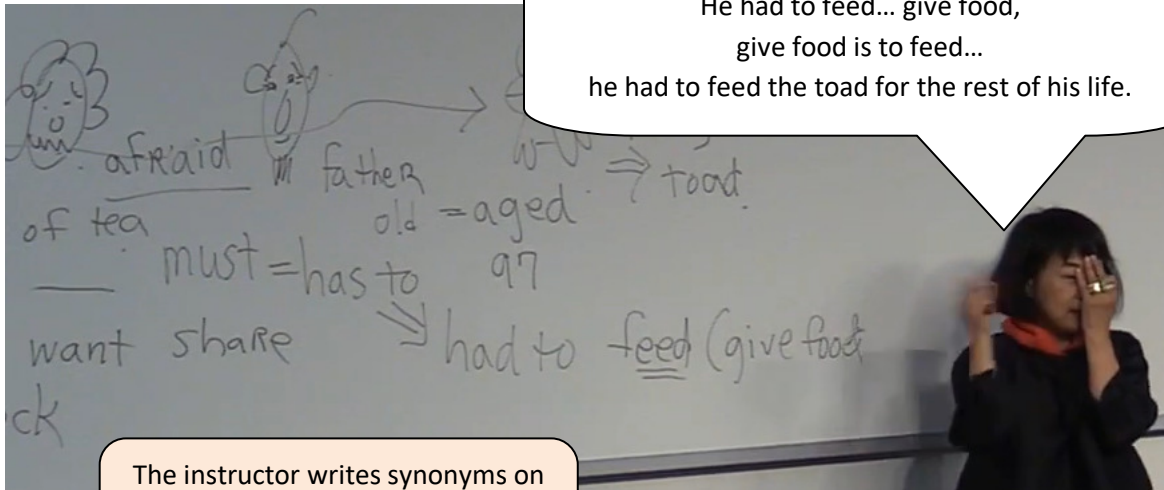 He had to feed… give food,
give food is to feed…
he had to feed the toad for the rest of his life.
afraid
of tea
father
old = aged
97
⇒ toad.
must = has to
want share
had to feed (give food
ck
The instructor writes synonyms on